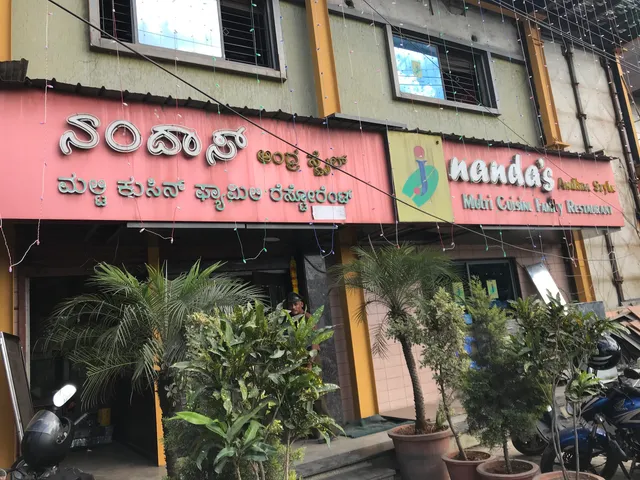 ನಂದಾಸ್ ಆಂಧ್ರ ಸ್ಟೈಲ್
ಮಲ್ಟಿ ಕುಸಿನ್ ಫ್ಯಾಮಿಲಿ ರೆಸ್ಟೋರೆಂಟ್
nanda's Andhra Style
Multi Cuisine Family Restaurant